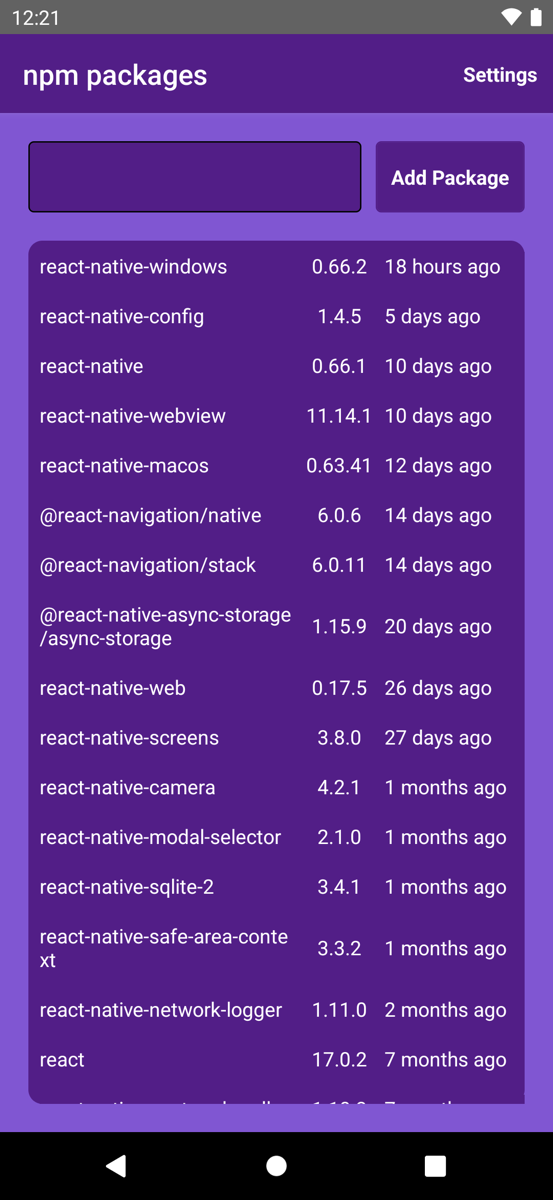 12:21
npm packages Settings
Add Package
react-native-windows 0.66.2 18 hours ago
react-native-config 1.4.5 5 days ago
react-native 0.66.1 10 days ago
react-native-webview 11.14.1 10 days ago
react-native-macos 0.63.41 12 days ago
@react-navigation/native 6.0.6 14 days ago
@react-navigation/stack 6.0.11 14 days ago
@react-native-async-storage
/async-storage 1.15.9 20 days ago
react-native-web 0.17.5 26 days ago
react-native-screens 3.8.0 27 days ago
react-native-camera 4.2.1 1 months ago
react-native-modal-selector 2.1.0 1 months ago
react-native-sqlite-2 3.4.1 1 months ago
react-native-safe-area-conte
xt 3.3.2 1 months ago
react-native-network-logger 1.11.0 2 months ago
react 17.0.2 7 months ago